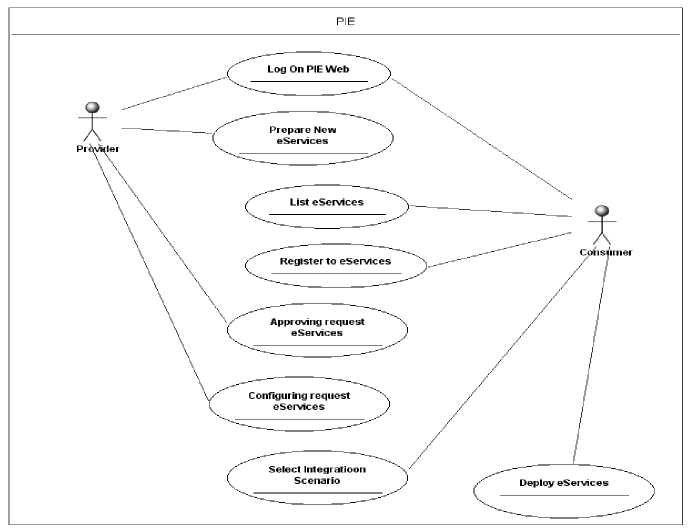 PIE
Log On PIE Web
Provider
Prepare New
eServices
List eServices
Consumer
Register to eServices
Approving request
eServices
Configuring request
eServices
Select Integratioon
Scenario
Deploy eServices